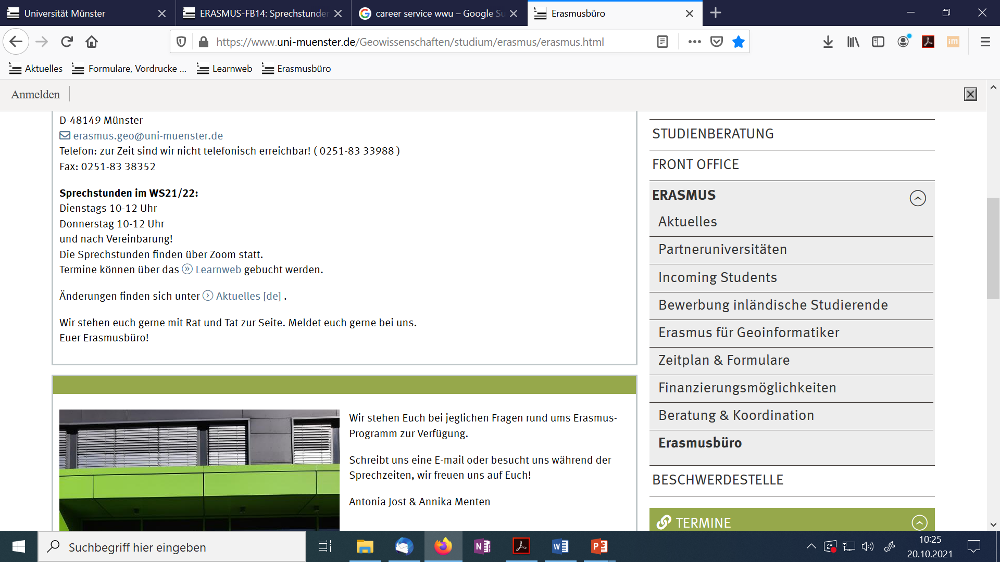 Universität Münster
ERASMUS-FB14: Sprechstunder
career service wwu – Google Su
Erasmusbüro
https://www.uni-muenster.de/Geowissenschaften/studium/erasmus/erasmus.html
im
Aktuelles
Formulare, Vordrucke ...
Learnweb
Erasmusbüro
Anmelden
D-48149 Münster
erasmus.geo@uni-muenster.de
Telefon: zur Zeit sind wir nicht telefonisch erreichbar! ( 0251-83 33988 )
Fax: 0251-83 38352
Sprechstunden im WS21/22:
Dienstags 10-12 Uhr
Donnerstag 10-12 Uhr
und nach Vereinbarung!
Die Sprechstunden finden über Zoom statt.
Termine können über das Learnweb gebucht werden.
Änderungen finden sich unter Aktuelles [de] .
Wir stehen euch gerne mit Rat und Tat zur Seite. Meldet euch gerne bei uns.
Euer Erasmusbüro!
Wir stehen Euch bei jeglichen Fragen rund ums Erasmus-
Programm zur Verfügung.
Schreibt uns eine E-mail oder besucht uns während der
Sprechzeiten, wir freuen uns auf Euch!
Antonia Jost & Annika Menten
STUDIENBERATUNG
FRONT OFFICE
ERASMUS
Aktuelles
Partneruniversitäten
Incoming Students
Bewerbung inländische Studierende
Erasmus für Geoinformatiker
Zeitplan & Formulare
Finanzierungsmöglichkeiten
Beratung & Koordination
Erasmusbüro
BESCHWERDESTELLE
TERMINE
Suchbegriff hier eingeben
10:25
20.10.2021